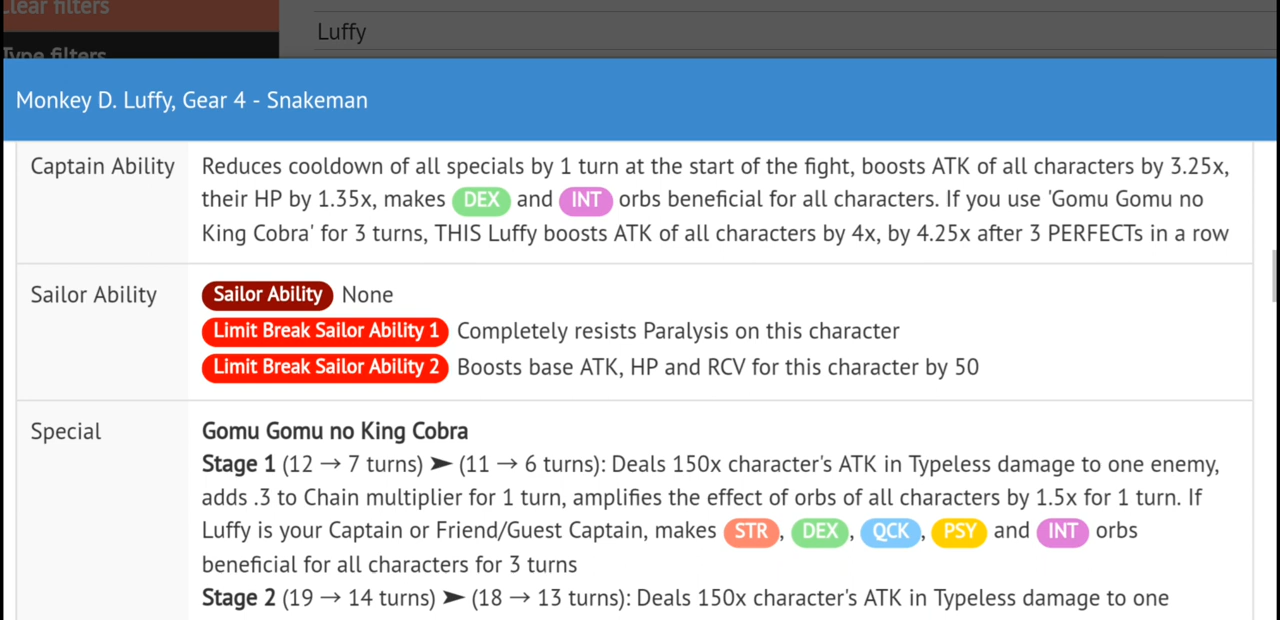 Clear filters
Luffy
Type filters
Monkey D. Luffy, Gear 4 - Snakeman
Captain Ability
Reduces cooldown of all specials by 1 turn at the start of the fight, boosts ATK of all characters by 3.25x,
their HP by 1.35x, makes DEX and INT orbs beneficial for all characters. If you use 'Gomu Gomu no
King Cobra' for 3 turns, THIS Luffy boosts ATK of all characters by 4x, by 4.25x after 3 PERFECTs in a row
Sailor Ability
Sailor Ability None
Limit Break Sailor Ability 1 Completely resists Paralysis on this character
Limit Break Sailor Ability 2 Boosts base ATK, HP and RCV for this character by 50
Special
Gomu Gomu no King Cobra
Stage 1 (12 → 7 turns) ➤ (11 → 6 turns): Deals 150x character's ATK in Typeless damage to one enemy,
adds .3 to Chain multiplier for 1 turn, amplifies the effect of orbs of all characters by 1.5x for 1 turn. If
Luffy is your Captain or Friend/Guest Captain, makes STR, DEX, QCK, PSY and INT orbs
beneficial for all characters for 3 turns
Stage 2 (19 → 14 turns) ➤ (18 → 13 turns): Deals 150x character's ATK in Typeless damage to one